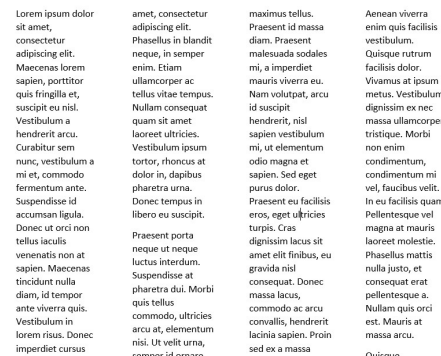 Lorem ipsum dolor
sit amet,
consectetur
adipiscing elit.
Maecenas lorem
sapien, porttitor
quis fringilla et,
suscipit eu nisl.
Vestibulum a
hendrerit arcu.
Curabitur sem
nunc, vestibulum a
mi et, commodo
fermentum ante.
Suspendisse id
accumsan ligula.
Donec ut orci non
tellus iaculis
venenatis non at
sapien. Maecenas
tincidunt nulla
diam, id tempor
ante viverra quis.
Vestibulum in
lorem risus. Donec
imperdiet cursus
amet, consectetur
adipiscing elit.
Phasellus in blandit
neque, in semper
enim. Etiam
ullamcorper ac
tellus vitae tempus.
Nullam consequat
quam sit amet
laoreet ultricies.
Vestibulum ipsum
tortor, rhoncus at
dolor in, dapibus
pharetra urna.
Donec tempus in
libero eu suscipit.
Praesent porta
neque ut neque
luctus interdum.
Suspendisse at
pharetra dui. Morbi
quis tellus
commodo, ultricies
arcu at, elementum
nisi. Ut velit urna,
semper id ornare
maximus tellus.
Praesent id massa
diam. Praesent
malesuada sodales
mi, a imperdiet
mauris viverra eu.
Nam volutpat, arcu
id suscipit
hendrerit, nisl
sapien vestibulum
mi, ut elementum
odio magna et
sapien. Sed eget
purus dolor.
Praesent eu facilisis
eros, eget ultricies
turpis. Cras
dignissim lacus sit
amet elit finibus, eu
gravida nisl
consequat. Donec
massa lacus,
commodo ac arcu
convallis, hendrerit
lacinia sapien. Proin
sed ex a massa
Aenean viverra
enim quis facilisis
vestibulum.
Quisque rutrum
facilisis dolor.
Vivamus at ipsum
metus. Vestibulum
dignissim ex nec
massa ullamcorper
tristique. Morbi
non enim
condimentum,
condimentum mi
vel, faucibus velit.
In eu facilisis quam
Pellentesque vel
magna at mauris
laoreet molestie.
Phasellus mattis
nulla justo, et
consequat erat
pellentesque a.
Nullam quis orci
est. Mauris at
massa arcu.
Quisque